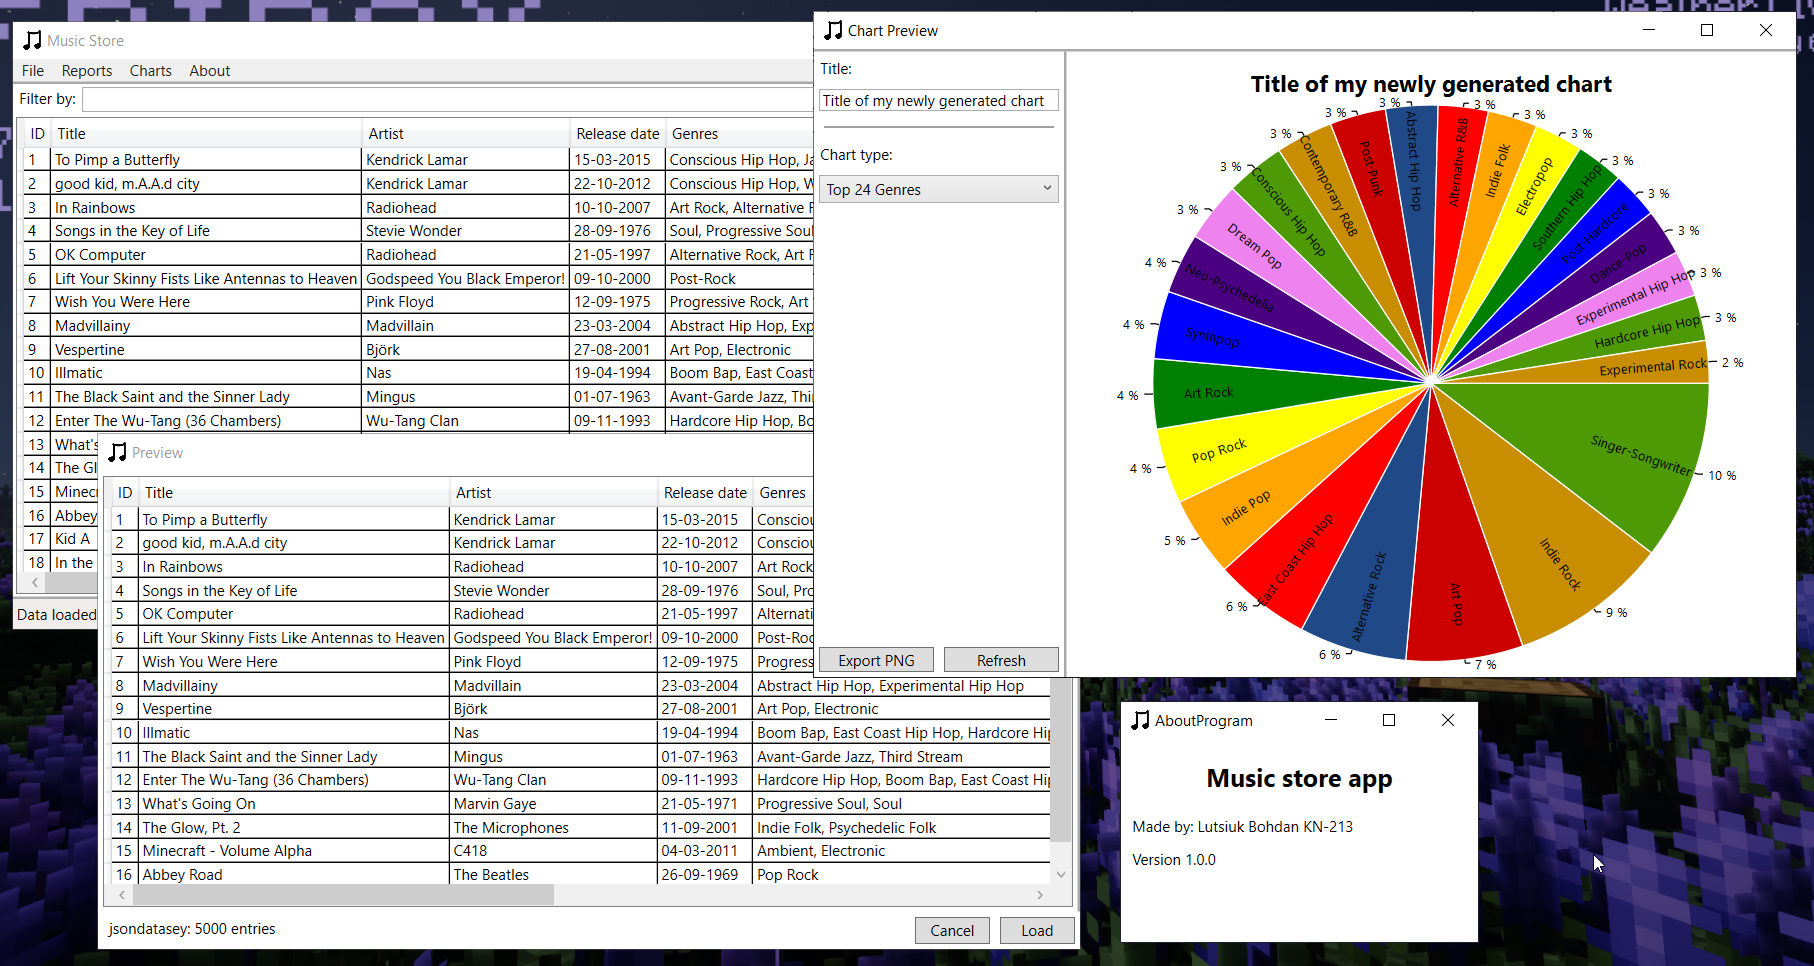 Music Store
File Reports Charts About
Filter by:
ID Title Artist Release date Genres
1 To Pimp a Butterfly Kendrick Lamar 15-03-2015 Conscious Hip Hop, Ja
2 good kid, m.A.A.d city Kendrick Lamar 22-10-2012 Conscious Hip Hop, W
3 In Rainbows Radiohead 10-10-2007 Art Rock, Alternative R
4 Songs in the Key of Life Stevie Wonder 28-09-1976 Soul, Progressive Soul
5 OK Computer Radiohead 21-05-1997 Alternative Rock, Art R
6 Lift Your Skinny Fists Like Antennas to Heaven Godspeed You Black Emperor! 09-10-2000 Post-Rock
7 Wish You Were Here Pink Floyd 12-09-1975 Progressive Rock, Art
8 Madvillainy Madvillain 23-03-2004 Abstract Hip Hop, Exp
9 Vespertine Björk 27-08-2001 Art Pop, Electronic
10 Illmatic Nas 19-04-1994 Boom Bap, East Coast
11 The Black Saint and the Sinner Lady Mingus 01-07-1963 Avant-Garde Jazz, Thi
12 Enter The Wu-Tang (36 Chambers) Wu-Tang Clan 09-11-1993 Hardcore Hip Hop, Bo
13 What's
14 The Gl
15 Minec
16 Abbey
17 Kid A
18 In the
Data loaded
Preview
ID Title Artist Release date Genres
1 To Pimp a Butterfly Kendrick Lamar 15-03-2015 Consciou
2 good kid, m.A.A.d city Kendrick Lamar 22-10-2012 Consciou
3 In Rainbows Radiohead 10-10-2007 Art Rock
4 Songs in the Key of Life Stevie Wonder 28-09-1976 Soul, Pro
5 OK Computer Radiohead 21-05-1997 Alternati
6 Lift Your Skinny Fists Like Antennas to Heaven Godspeed You Black Emperor! 09-10-2000 Post-Roc
7 Wish You Were Here Pink Floyd 12-09-1975 Progress
8 Madvillainy Madvillain 23-03-2004 Abstract Hip Hop, Experimental Hip Hop
9 Vespertine Björk 27-08-2001 Art Pop, Electronic
10 Illmatic Nas 19-04-1994 Boom Bap, East Coast Hip Hop, Hardcore Hip
11 The Black Saint and the Sinner Lady Mingus 01-07-1963 Avant-Garde Jazz, Third Stream
12 Enter The Wu-Tang (36 Chambers) Wu-Tang Clan 09-11-1993 Hardcore Hip Hop, Boom Bap, East Coast Hip
13 What's Going On Marvin Gaye 21-05-1971 Progressive Soul, Soul
14 The Glow, Pt. 2 The Microphones 11-09-2001 Indie Folk, Psychedelic Folk
15 Minecraft - Volume Alpha C418 04-03-2011 Ambient, Electronic
16 Abbey Road The Beatles 26-09-1969 Pop Rock
jsondatasey: 5000 entries
Cancel Load
Chart Preview
Title:
Title of my newly generated chart
Chart type:
Top 24 Genres
Export PNG Refresh
Title of my newly generated chart
Singer-Songwriter 10 %
Indie Rock 9 %
Art Pop 7 %
Alternative Rock 6 %
East Coast Hip Hop 6 %
Indie Pop 5 %
Pop Rock 4 %
Art Rock 4 %
Synthpop 4 %
Neo-Psychedelia 4 %
Dream Pop 3 %
Conscious Hip Hop 3 %
Contemporary R&B 3 %
Post-Punk 3 %
Abstract Hip Hop 3 %
Alternative R&B 3 %
Indie Folk 3 %
Electropop 3 %
Southern Hip Hop 3 %
Post-Hardcore 3 %
Dance-Pop 3 %
Experimental Hip Hop 3 %
Hardcore Hip Hop 3 %
Experimental Rock 2 %
AboutProgram
Music store app
Made by: Lutsiuk Bohdan KN-213
Version 1.0.0